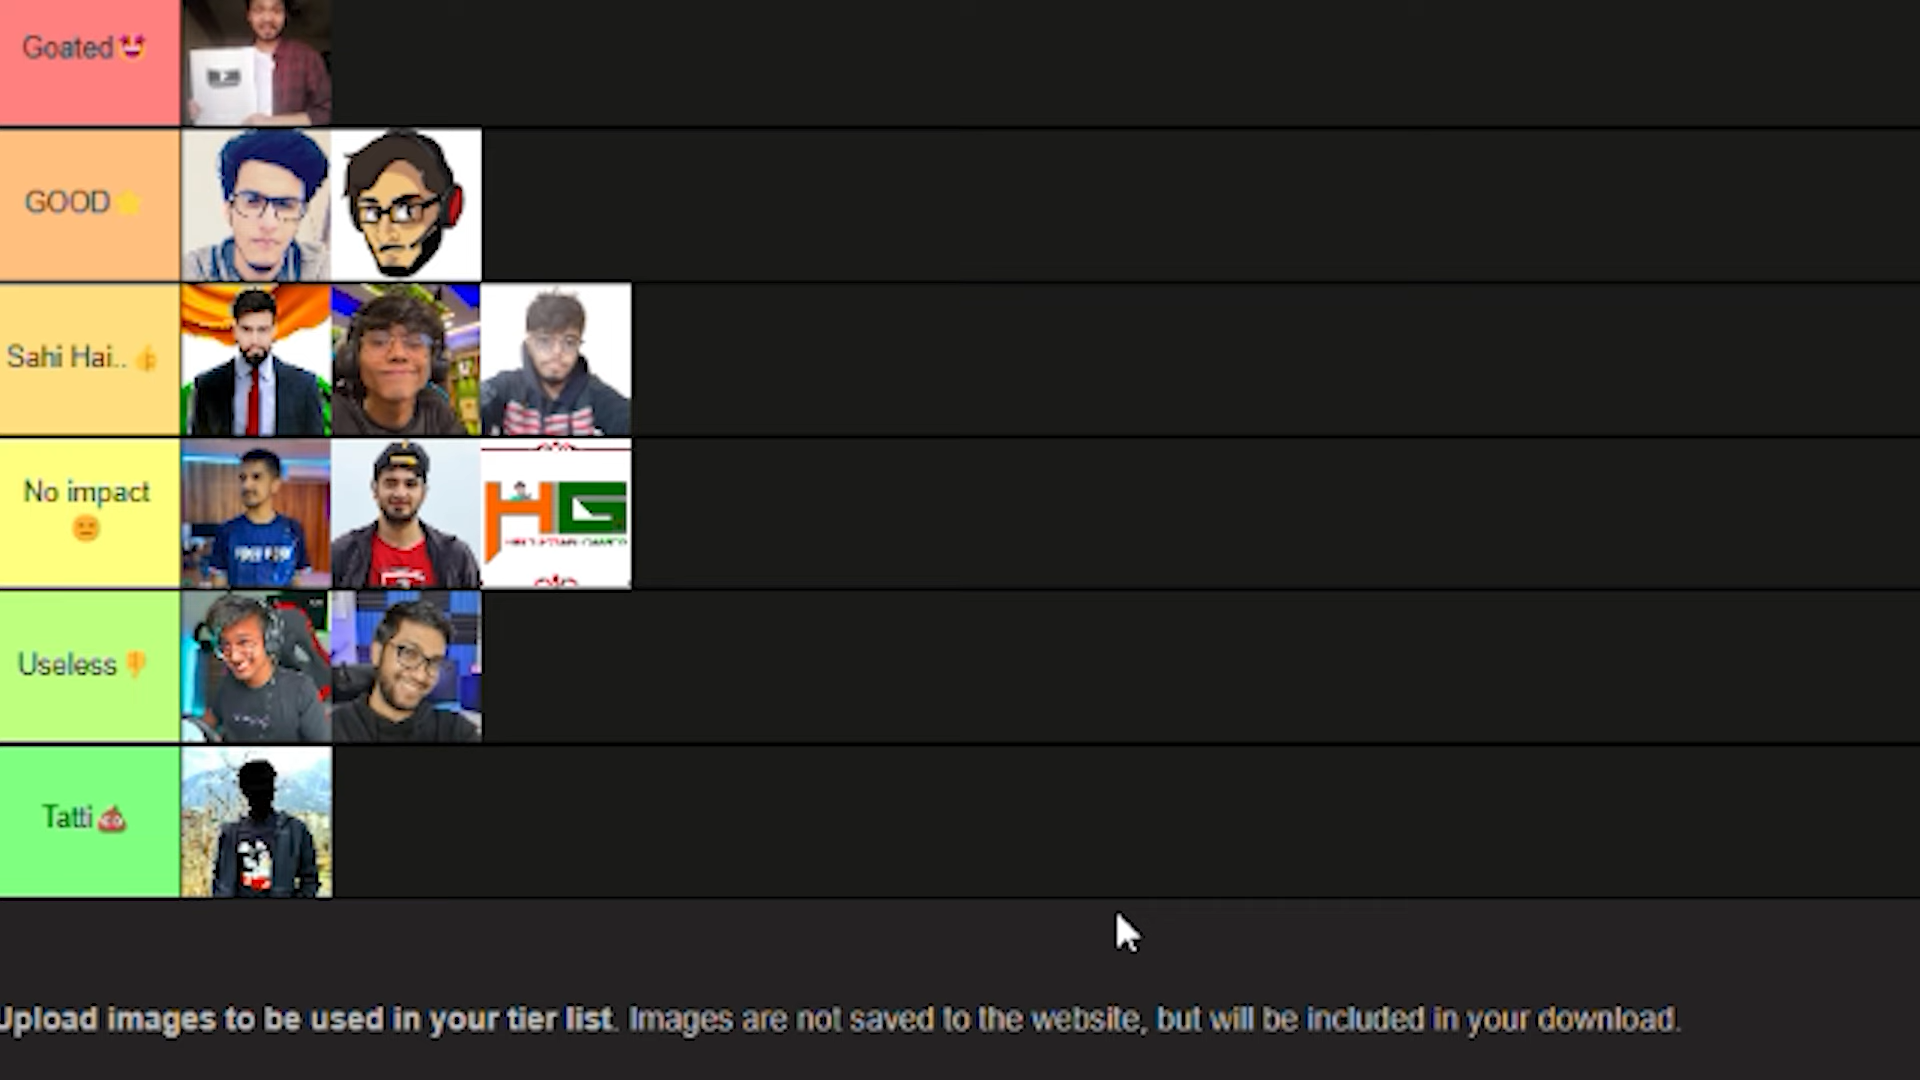 Goated🤩
GOOD⭐
Sahi Hai..👍
No impact
😐
HG
Useless👎
Tatti💩
Upload images to be used in your tier list. Images are not saved to the website, but will be included in your download.